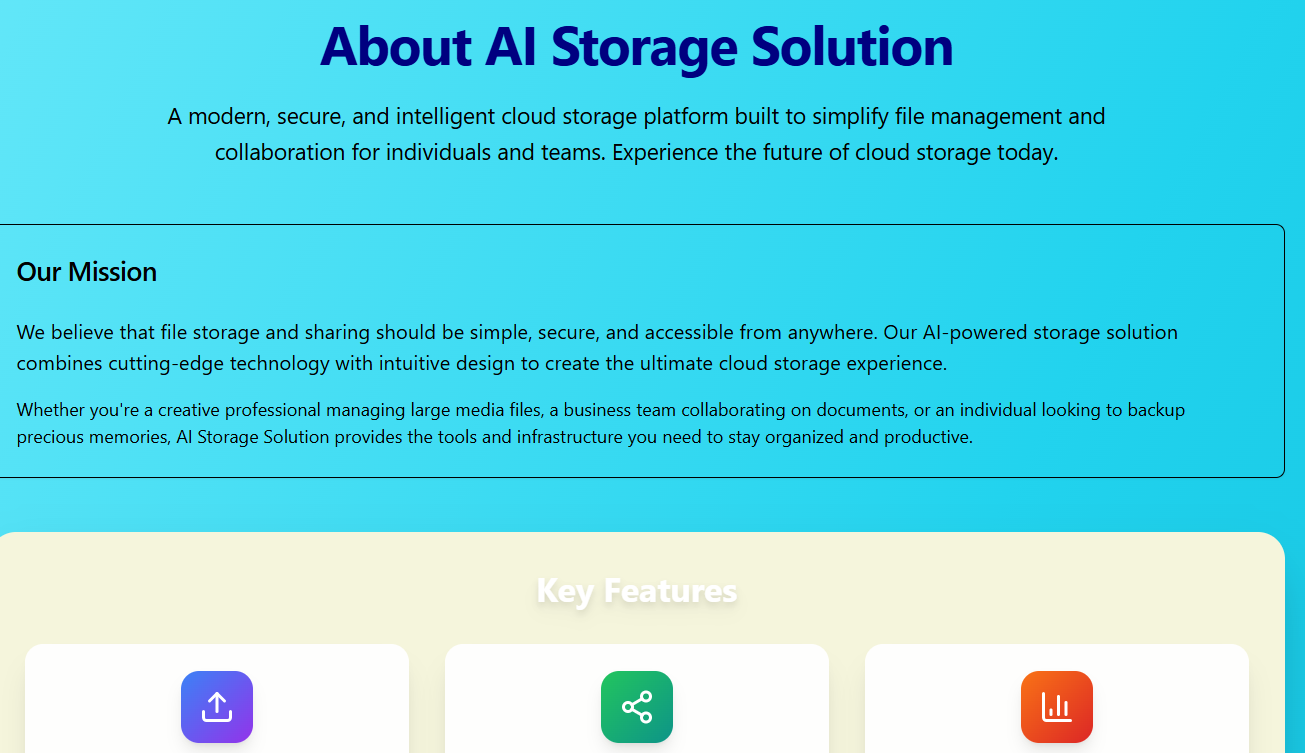 About AI Storage Solution
A modern, secure, and intelligent cloud storage platform built to simplify file management and
collaboration for individuals and teams. Experience the future of cloud storage today.
Our Mission
We believe that file storage and sharing should be simple, secure, and accessible from anywhere. Our AI-powered storage solution
combines cutting-edge technology with intuitive design to create the ultimate cloud storage experience.
Whether you're a creative professional managing large media files, a business team collaborating on documents, or an individual looking to backup
precious memories, AI Storage Solution provides the tools and infrastructure you need to stay organized and productive.
Key Features